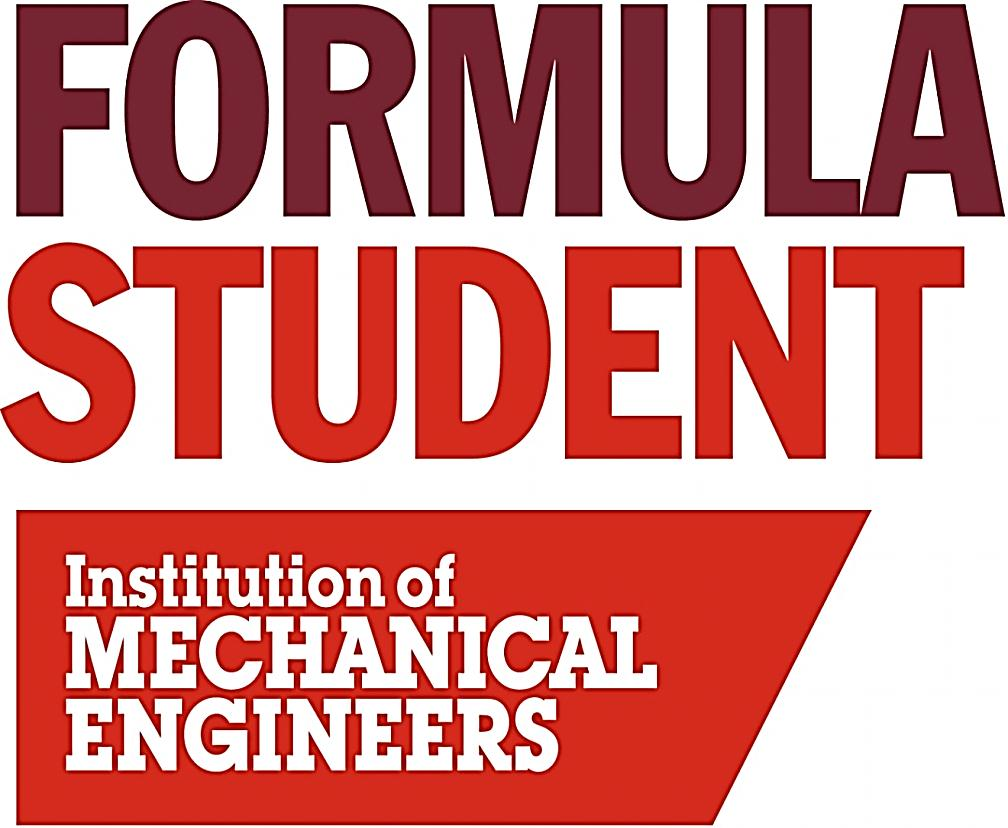 FORMULA
STUDENT
Institution of
MECHANICAL
ENGINEERS